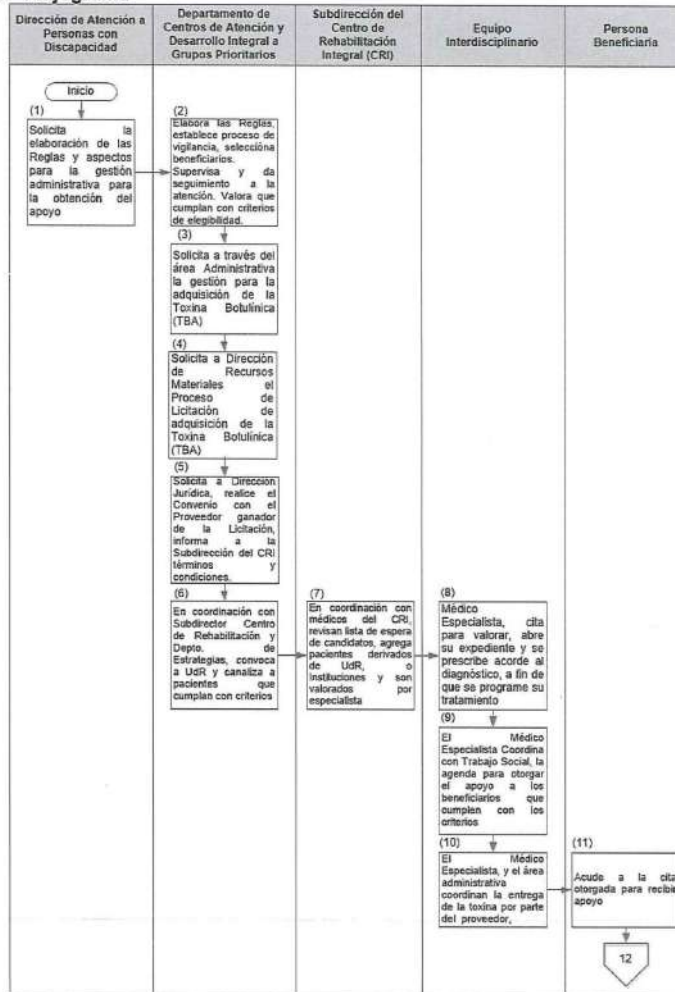 Dirección de Atención a
Personas con
Discapacidad
Departamento de
Centros de Atención y
Desarrollo Integral a
Grupos Prioritarios
Subdirección del
Centro de
Rehabilitación
Integral (CRI)
Equipo
Interdisciplinario
Persona
Beneficiaria
Inicio
(1)
Solicita la
elaboración de las
Reglas y aspectos
para la gestión
administrativa para
la obtención del
apoyo
(2)
Elabora las Reglas,
establece proceso de
vigilancia, selecciona
beneficiarios.
Supervisa y da
seguimiento a la
atención. Valora que
cumplan con criterios
de elegibilidad.
(3)
Solicita a través del
área Administrativa
la gestión para la
adquisición de la
Toxina Botulínica
(TBA)
(4)
Solicita a Dirección
de Recursos
Materiales el
Proceso de
Licitación de
adquisición de la
Toxina Botulínica
(TBA)
(5)
Solicita a Dirección
Jurídica, realice el
Convenio con el
Proveedor ganador
de la Licitación,
informa a la
Subdirección del CRI
términos y
condiciones.
(6)
En coordinación con
Subdirector Centro
de Rehabilitación y
Depto. de
Estrategias, convoca
a UdR y canaliza a
pacientes que
cumplan con criterios
(7)
En coordinación con
médicos del CRI,
revisan lista de espera
de candidatos, agrega
pacientes derivados
de UdR, o
Instituciones y son
valorados por
especialista
(8)
Médico
Especialista, cita
para valorar, abre
su expediente y se
prescribe acorde al
diagnóstico, a fin de
que se programe su
tratamiento
(9)
El Médico
Especialista Coordina
con Trabajo Social, la
agenda para otorgar
el apoyo a los
beneficiarios que
cumplen con los
criterios
(10)
El Médico
Especialista, y el área
administrativa
coordinan la entrega
de la toxina por parte
del proveedor,
(11)
Acude a la cita
otorgada para recibir
apoyo
12